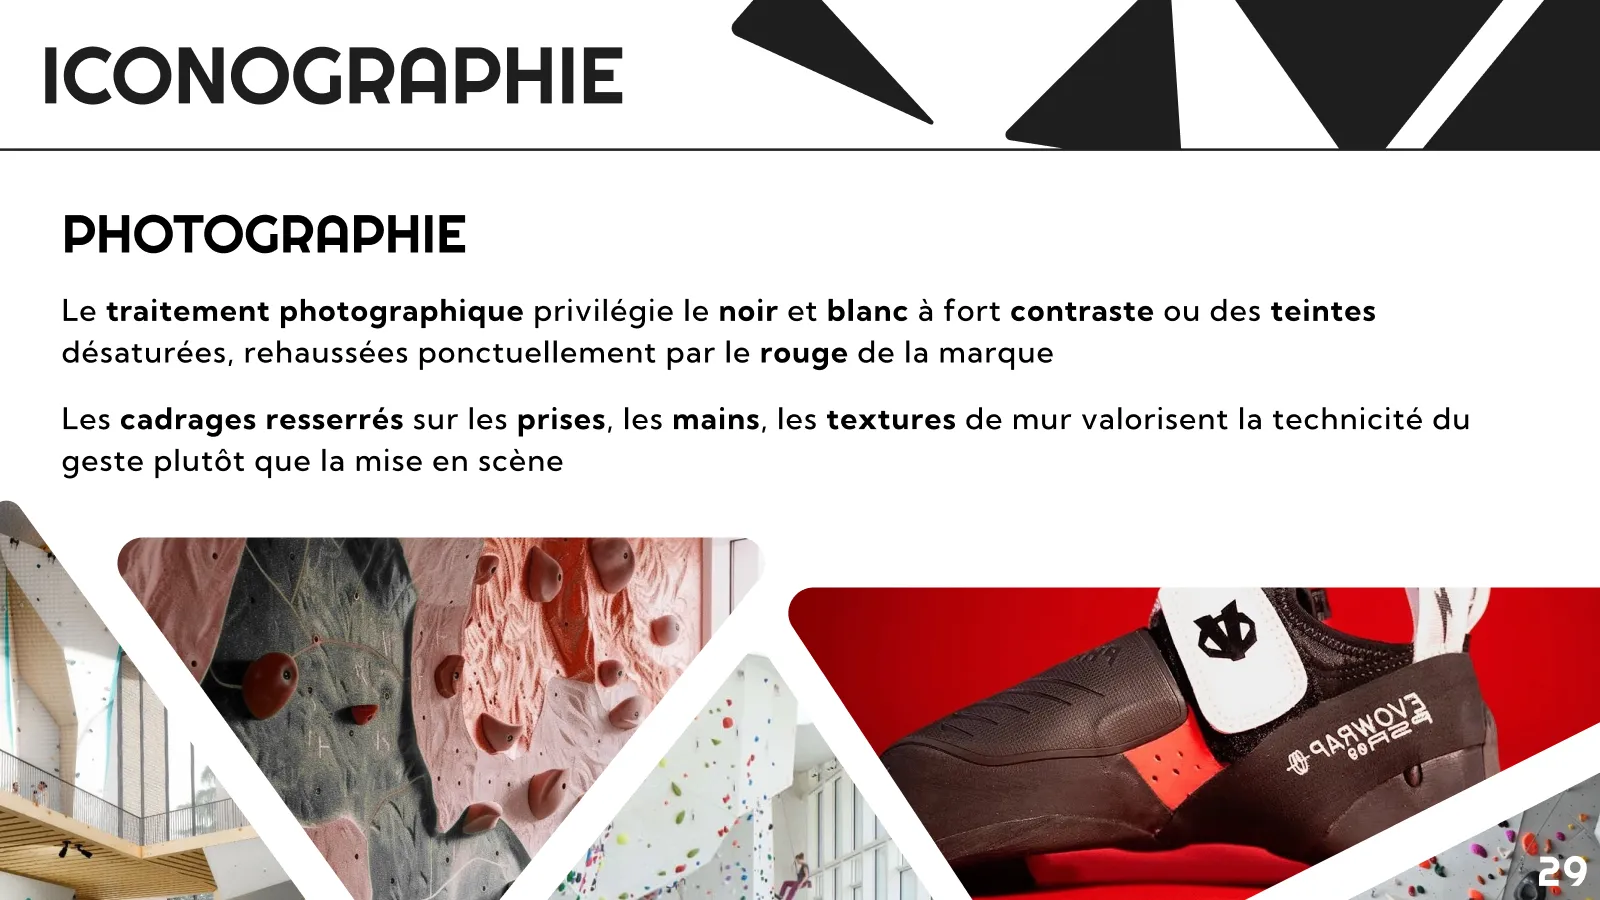 ICONOGRAPHIE
PHOTOGRAPHIE
Le traitement photographique privilégie le noir et blanc à fort contraste ou des teintes
désaturées, rehaussées ponctuellement par le rouge de la marque
Les cadrages resserrés sur les prises, les mains, les textures de mur valorisent la technicité du
geste plutôt que la mise en scène
EVOWRAP
29